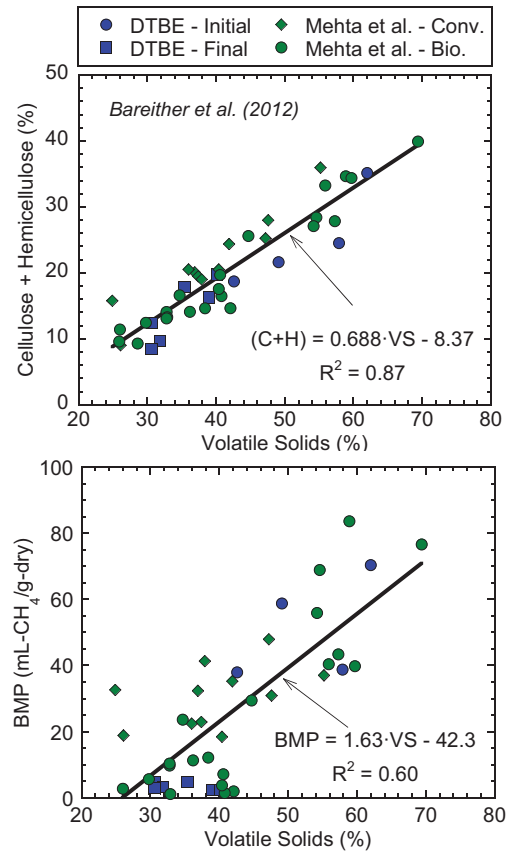 DTBE - Initial Mehta et al. - Conv.
DTBE - Final Mehta et al. - Bio.
50
40
30
20
10
0
Cellulose + Hemicellulose (%)
Bareither et al. (2012)
(C+H) = 0.688·VS - 8.37
R² = 0.87
20 30 40 50 60 70 80
Volatile Solids (%)
100
80
60
40
20
0
BMP (mL-CH₄/g-dry)
BMP = 1.63·VS - 42.3
R² = 0.60
20 30 40 50 60 70 80
Volatile Solids (%)